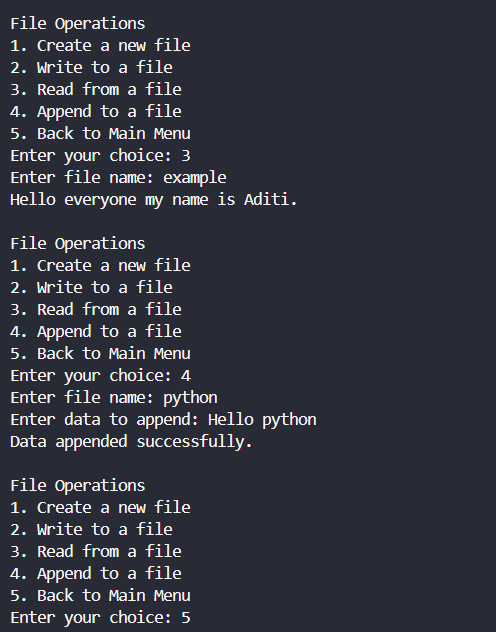 File Operations
1. Create a new file
2. Write to a file
3. Read from a file
4. Append to a file
5. Back to Main Menu
Enter your choice: 3
Enter file name: example
Hello everyone my name is Aditi.

File Operations
1. Create a new file
2. Write to a file
3. Read from a file
4. Append to a file
5. Back to Main Menu
Enter your choice: 4
Enter file name: python
Enter data to append: Hello python
Data appended successfully.

File Operations
1. Create a new file
2. Write to a file
3. Read from a file
4. Append to a file
5. Back to Main Menu
Enter your choice: 5